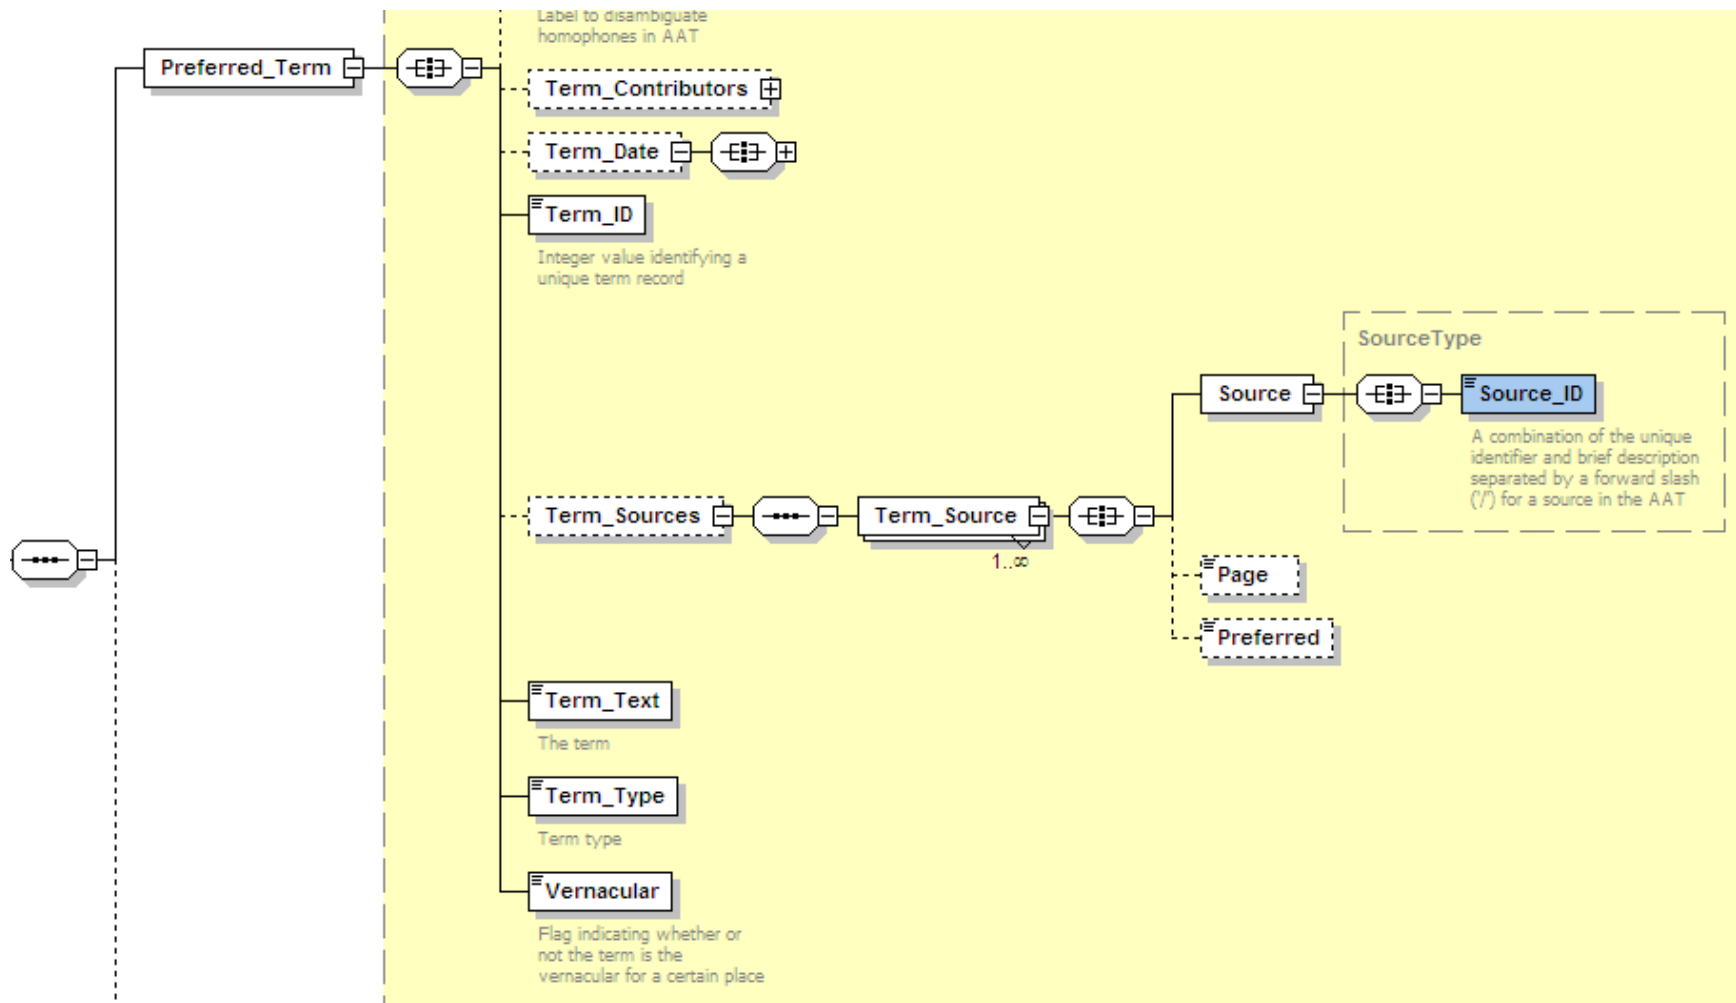 Label to disambiguate
homophones in AAT
Preferred_Term
Term_Contributors
Term_Date
Term_ID
Integer value identifying a
unique term record
SourceType
Source
Source_ID
A combination of the unique
identifier and brief description
separated by a forward slash
('/') for a source in the AAT
Term_Sources
Term_Source
1..∞
Page
Preferred
Term_Text
The term
Term_Type
Term type
Vernacular
Flag indicating whether or
not the term is the
vernacular for a certain place